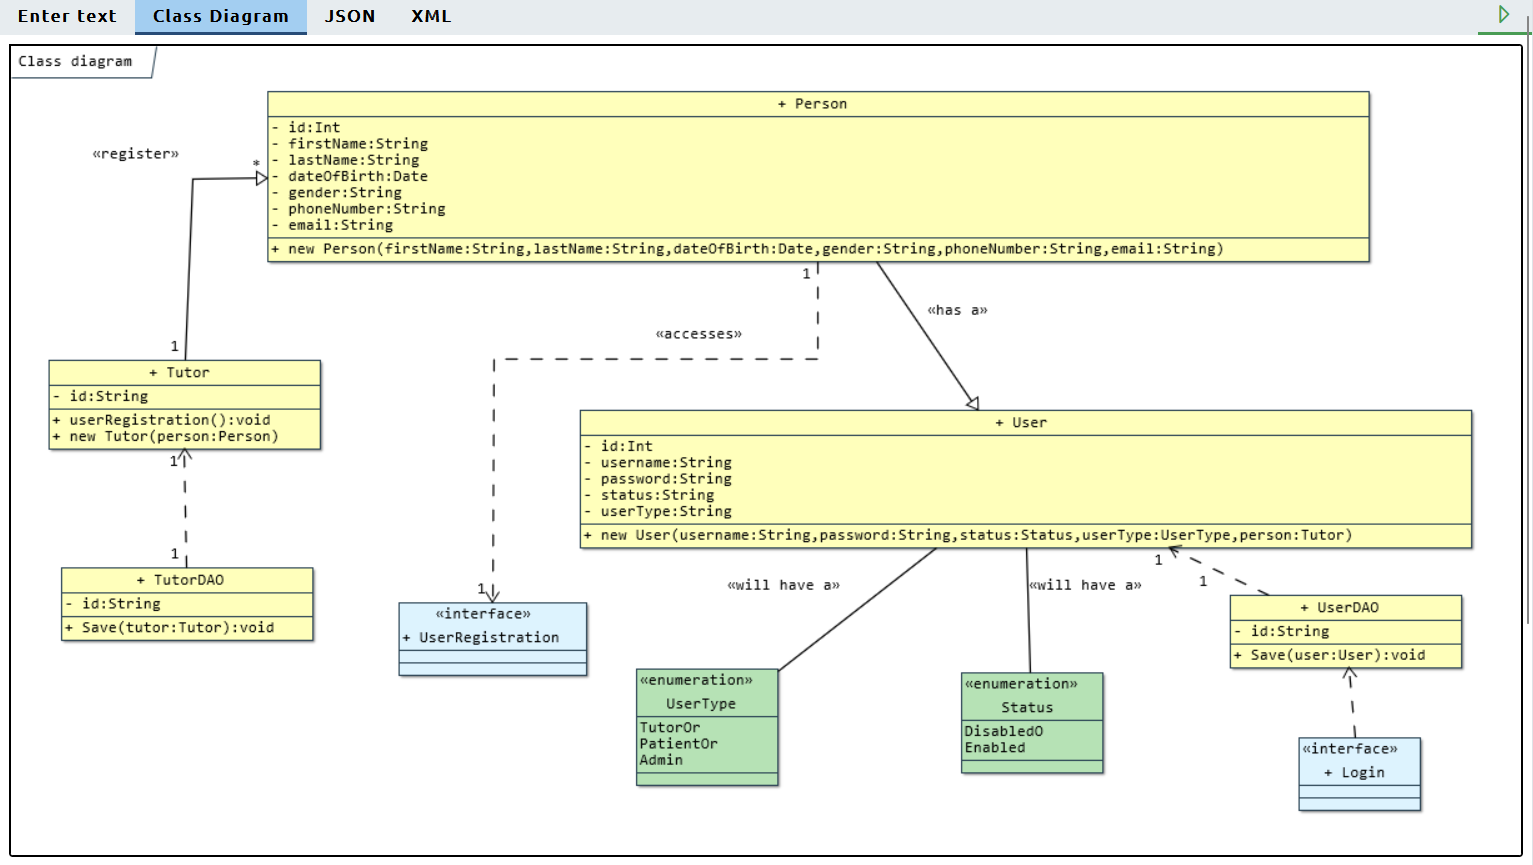 Enter text
Class Diagram
JSON
XML
Class diagram
+ Person
- id:Int
- firstName:String
- lastName:String
- dateOfBirth:Date
- gender:String
- phoneNumber:String
- email:String
+ new Person(firstName:String,lastName:String,dateOfBirth:Date,gender:String,phoneNumber:String,email:String)
«register»
*
1
1
«has a»
«accesses»
+ Tutor
- id:String
+ userRegistration():void
+ new Tutor(person:Person)
1
1
+ TutorDAO
- id:String
+ Save(tutor:Tutor):void
1
«interface»
+ UserRegistration
+ User
- id:Int
- username:String
- password:String
- status:String
- userType:String
+ new User(username:String,password:String,status:Status,userType:UserType,person:Tutor)
«will have a»
«will have a»
1
1
«enumeration»
UserType
TutorOr
PatientOr
Admin
«enumeration»
Status
DisabledO
Enabled
+ UserDAO
- id:String
+ Save(user:User):void
«interface»
+ Login